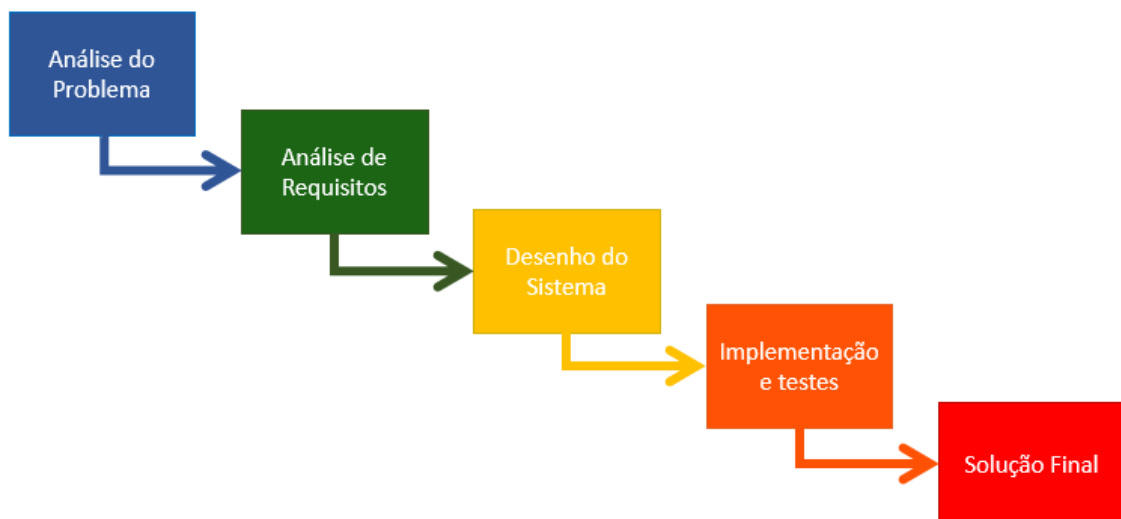 Análise do
Problema
Análise de
Requisitos
Desenho do
Sistema
Implementação
e testes
Solução Final